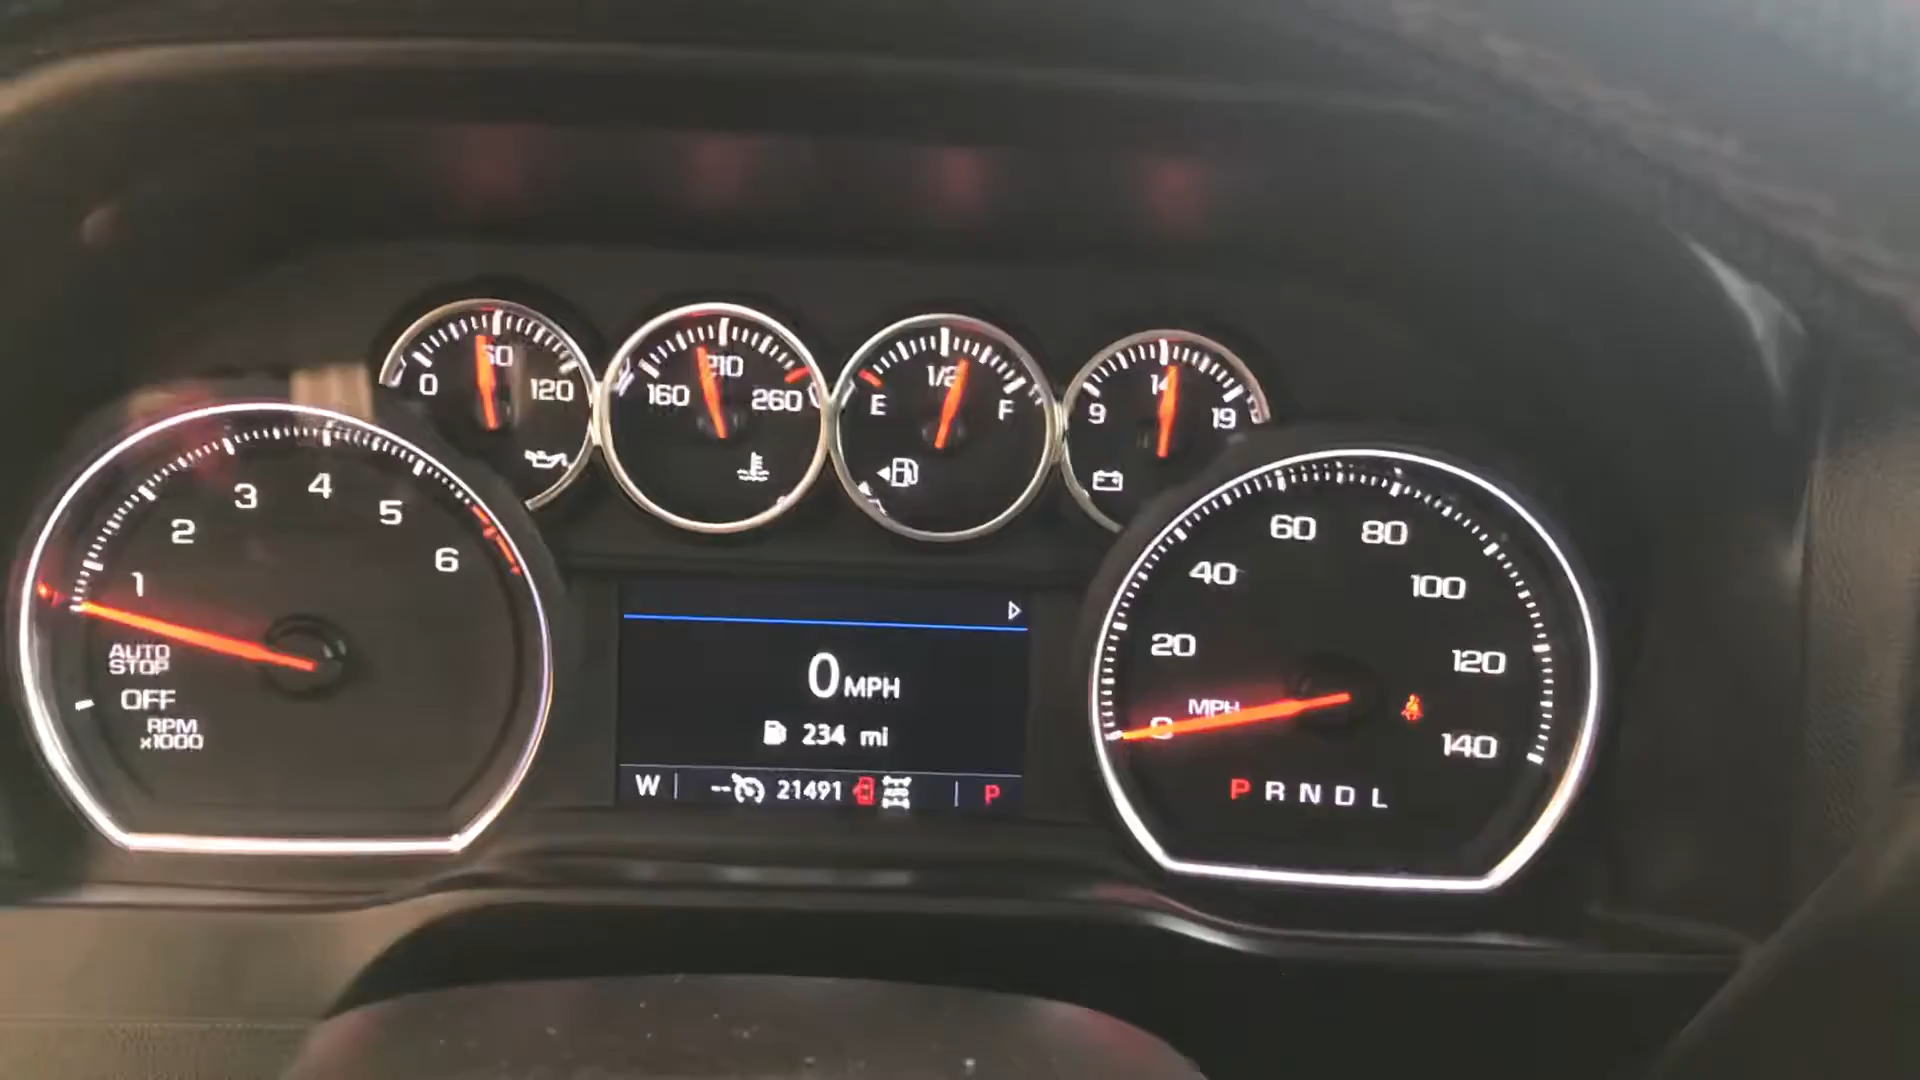 0 60 120
160 210 260
E 1/2 F
9 14 19
1 2 3 4 5 6
AUTO
STOP
OFF
RPM
x1000
0 MPH
234 mi
W -- 21491 P
0 20 40 60 80 100 120 140
MPH
P R N D L